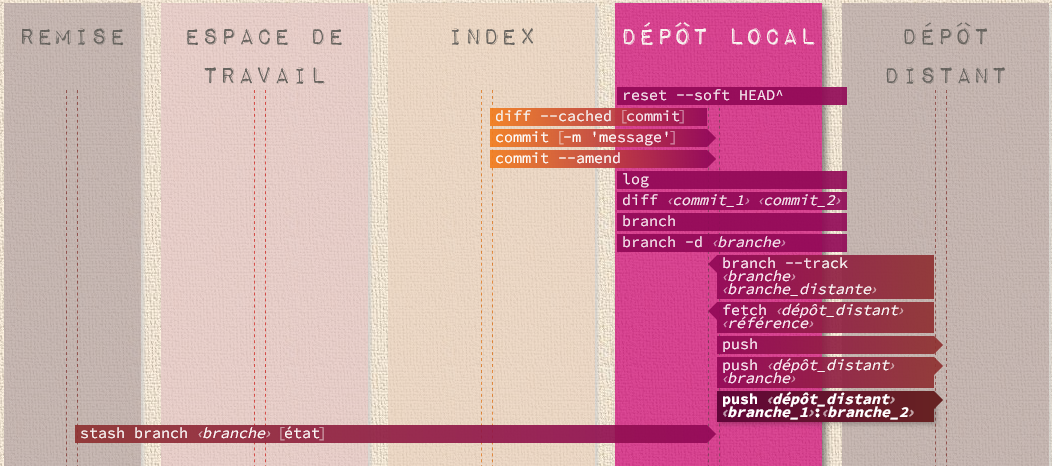 REMISE
ESPACE DE
TRAVAIL
INDEX
DÉPÔT LOCAL
DÉPÔT
DISTANT
reset --soft HEAD^
diff --cached [commit]
commit [-m 'message']
commit --amend
log
diff ‹commit_1› ‹commit_2›
branch
branch -d ‹branche›
branch --track
‹branche›
‹branche_distante›
fetch ‹dépôt_distant›
‹référence›
push
push ‹dépôt_distant›
‹branche›
push ‹dépôt_distant›
‹branche_1›:‹branche_2›
stash branch ‹branche› [état]